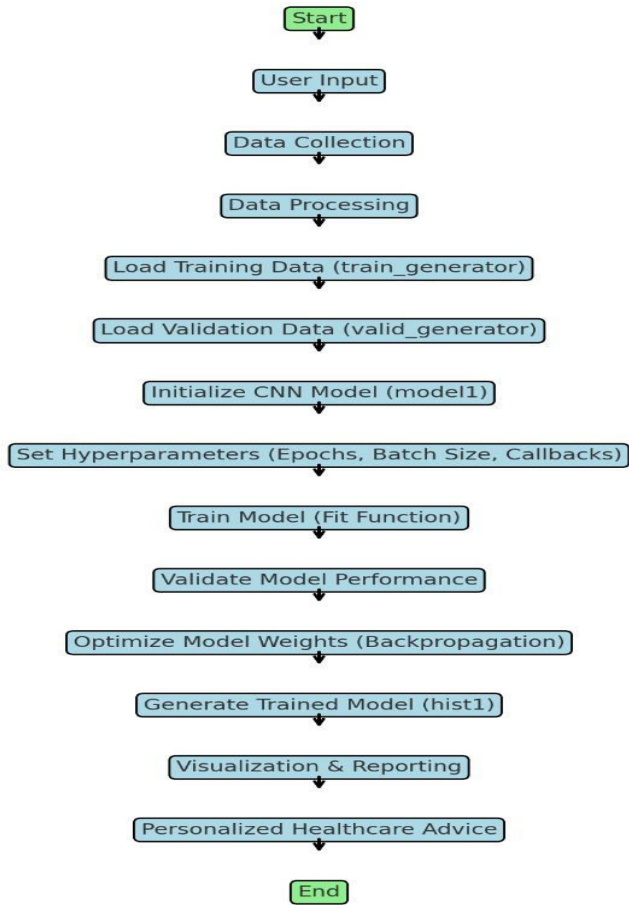 Start
User Input
Data Collection
Data Processing
Load Training Data (train_generator)
Load Validation Data (valid_generator)
Initialize CNN Model (model1)
Set Hyperparameters (Epochs, Batch Size, Callbacks)
Train Model (Fit Function)
Validate Model Performance
Optimize Model Weights (Backpropagation)
Generate Trained Model (hist1)
Visualization & Reporting
Personalized Healthcare Advice
End